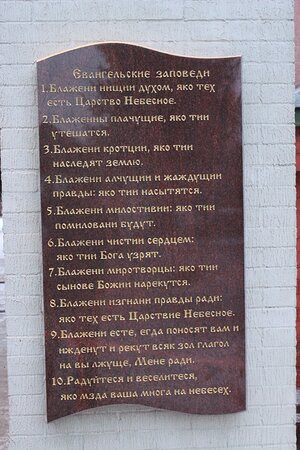 Евангельские заповеди
1.Блажени нищии духом, яко тех
есть Царство Небесное.
2.Блаженны плачущие, яко тии
утешатся.
3.Блажени кротции, яко тии
наследят землю.
4.Блажени алчущии и жаждущии
правды: яко тии насытятся.
5.Блажени милостивии: яко тии
помиловани будут.
6.Блажени чистии сердцем:
яко тии Бога узрят.
7.Блажени миротворцы: яко тии
сынове Божии нарекутся.
8.Блажени изгнани правды ради:
яко тех есть Царствие Небесное.
9.Блажени есте, егда поносят вам и
ижденут и рекут всяк зол глагол
на вы лжуще, Мене ради.
10.Радуйтеся и веселитеся,
яко мзда ваша многа на небесех.